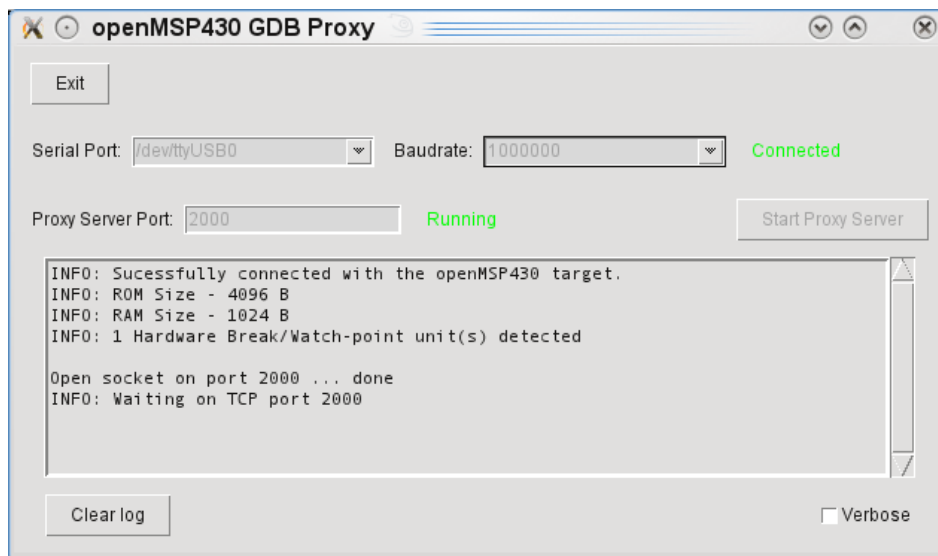 openMSP430 GDB Proxy
Exit
Serial Port: /dev/ttyUSB0 Baudrate: 1000000 Connected
Proxy Server Port: 2000 Running Start Proxy Server
INFO: Sucessfully connected with the openMSP430 target.
INFO: ROM Size - 4096 B
INFO: RAM Size - 1024 B
INFO: 1 Hardware Break/Watch-point unit(s) detected
Open socket on port 2000 ... done
INFO: Waiting on TCP port 2000
Clear log Verbose